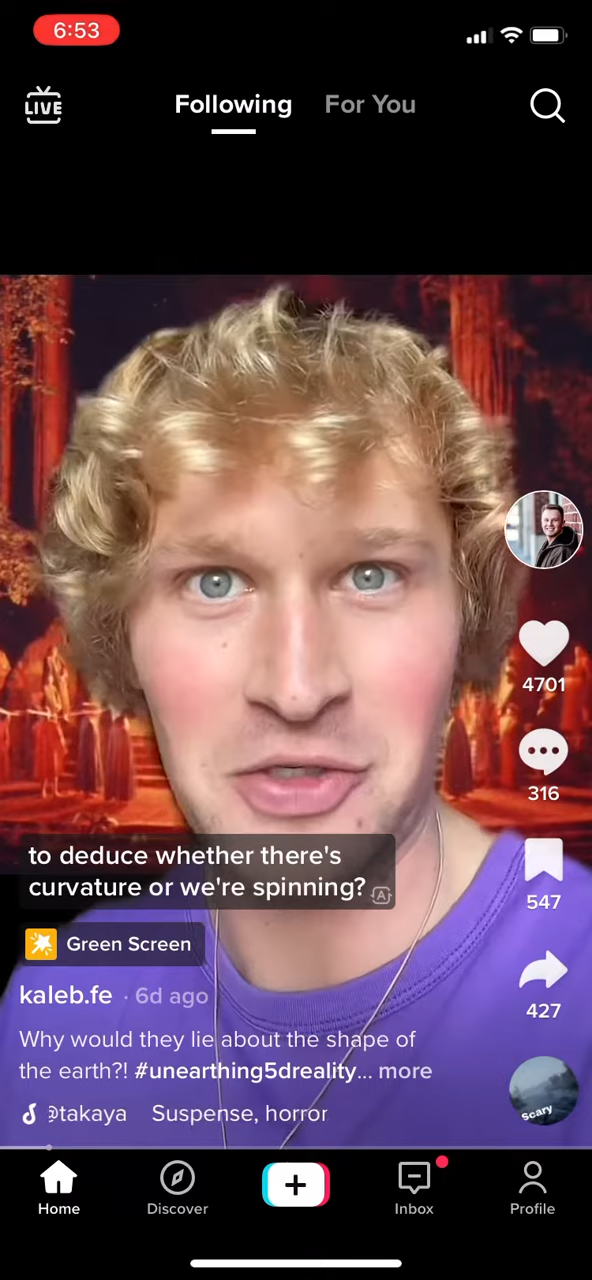 6:53
LIVE
Following
For You
4701
316
to deduce whether there's
curvature or we're spinning?
A
547
Green Screen
kaleb.fe · 6d ago
427
Why would they lie about the shape of
the earth?! #unearthing5dreality... more
@takaya Suspense, horror
scary
Home
Discover
Inbox
Profile